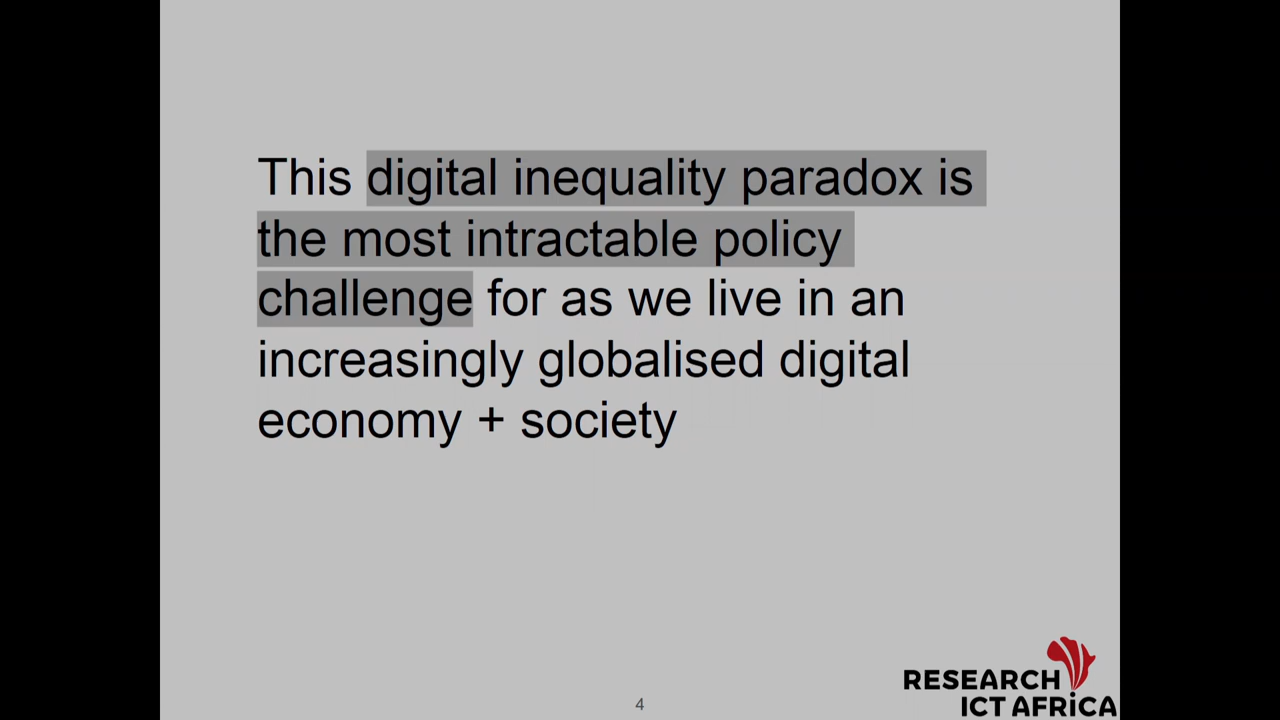 This digital inequality paradox is
the most intractable policy
challenge for as we live in an
increasingly globalised digital
economy + society
4
RESEARCH
ICT AFRICA